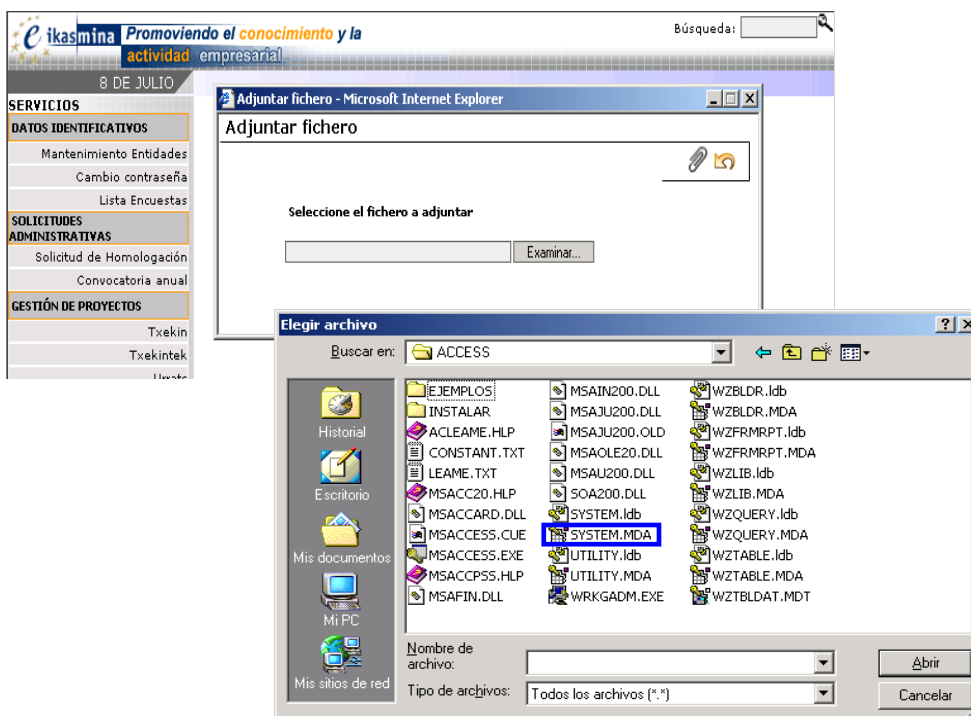 e ikasmina Promoviendo el conocimiento y la
actividad empresarial
Búsqueda:
8 DE JULIO
SERVICIOS
DATOS IDENTIFICATIVOS
Mantenimiento Entidades
Cambio contraseña
Lista Encuestas
SOLICITUDES
ADMINISTRATIVAS
Solicitud de Homologación
Convocatoria anual
GESTIÓN DE PROYECTOS
Txekin
Txekintek
Adjuntar fichero - Microsoft Internet Explorer
Adjuntar fichero
Seleccione el fichero a adjuntar
Examinar...
Elegir archivo
Buscar en: ACCESS
Historial
Escritorio
Mis documentos
Mi PC
Mis sitios de red
EJEMPLOS
INSTALAR
ACLEAME.HLP
CONSTANT.TXT
LEAME.TXT
MSACC20.HLP
MSACCARD.DLL
MSACCESS.CUE
MSACCESS.EXE
MSACCPSS.HLP
MSAFIN.DLL
MSAIN200.DLL
MSAJU200.DLL
MSAJU200.OLD
MSAOLE20.DLL
MSAU200.DLL
SOA200.DLL
SYSTEM.ldb
SYSTEM.MDA
UTILITY.ldb
UTILITY.MDA
WRKGADM.EXE
WZBLDR.ldb
WZBLDR.MDA
WZFRMRPT.ldb
WZFRMRPT.MDA
WZLIB.ldb
WZLIB.MDA
WZQUERY.ldb
WZQUERY.MDA
WZTABLE.ldb
WZTABLE.MDA
WZTBLDAT.MDT
Nombre de
archivo:
Abrir
Tipo de archivos: Todos los archivos (*.*)
Cancelar